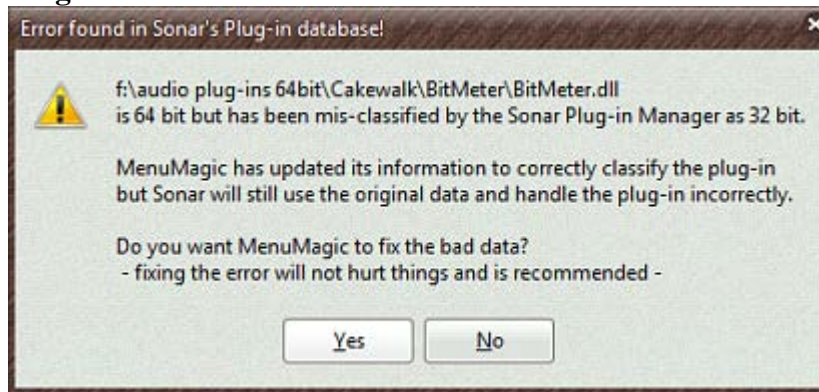 Error found in Sonar's Plug-in database!
f:\audio plug-ins 64bit\Cakewalk\BitMeter\BitMeter.dll
is 64 bit but has been mis-classified by the Sonar Plug-in Manager as 32 bit.
MenuMagic has updated its information to correctly classify the plug-in
but Sonar will still use the original data and handle the plug-in incorrectly.
Do you want MenuMagic to fix the bad data?
- fixing the error will not hurt things and is recommended -
Yes
No